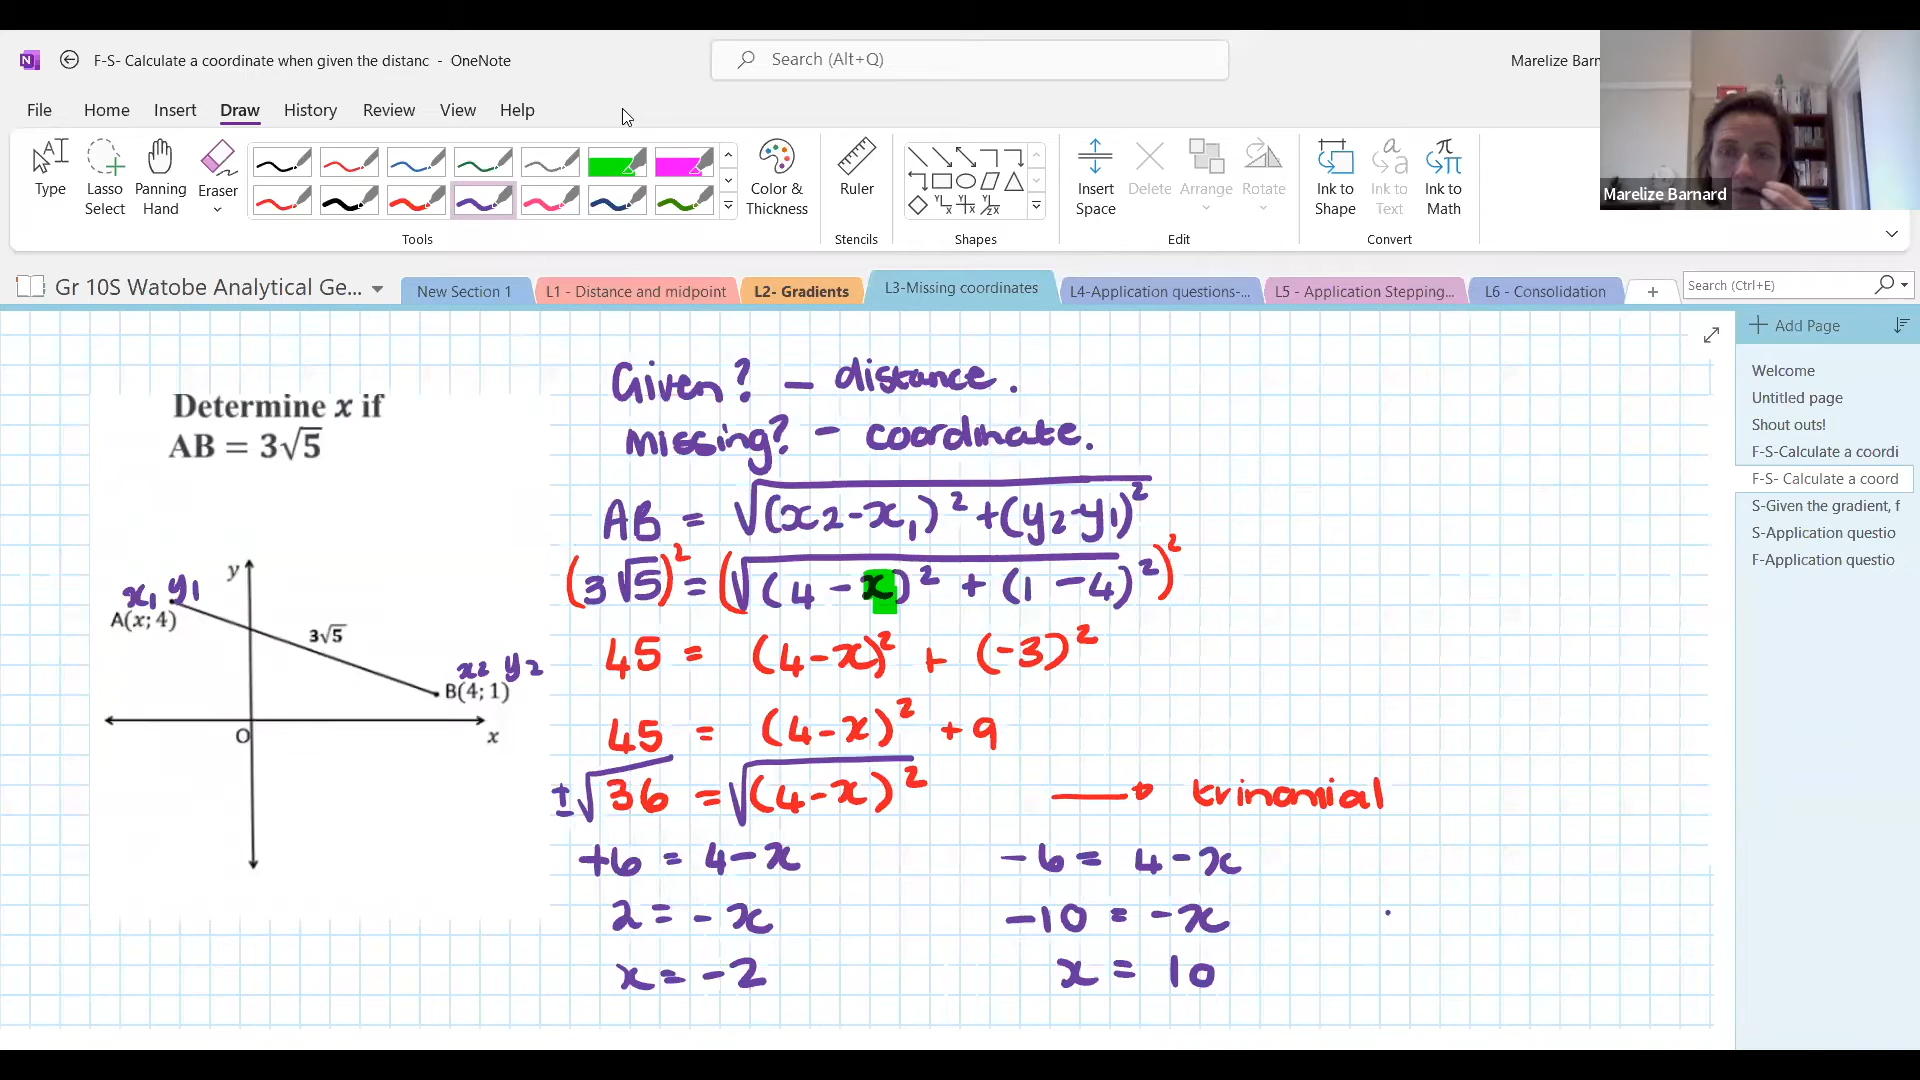 F-S- Calculate a coordinate when given the distanc - OneNote
Search (Alt+Q)
Marelize Barn
File Home Insert Draw History Review View Help
Type
Lasso Select
Panning Hand
Eraser
Color & Thickness
Ruler
Insert Space
Delete
Arrange
Rotate
Ink to Shape
Ink to Text
Ink to Math
Marelize Barnard
Tools
Stencils
Shapes
Edit
Convert
Gr 10S Watobe Analytical Ge...
New Section 1
L1 - Distance and midpoint
L2- Gradients
L3-Missing coordinates
L4-Application questions-...
L5 - Application Stepping...
L6 - Consolidation
Search (Ctrl+E)
Add Page
Welcome
Untitled page
Shout outs!
F-S-Calculate a coordi
F-S- Calculate a coord
S-Given the gradient, f
S-Application questio
F-Application questio
Determine x if
AB = 3√5
y
x₁ y₁
A(x; 4)
3√5
x₂ y₂
B(4; 1)
O
x
Given? - distance.
missing? - coordinate.
AB = √(x₂-x₁)² + (y₂-y₁)²
(3√5)² = (√(4-x)² + (1-4)²)²
45 = (4-x)² + (-3)²
45 = (4-x)² + 9
±√36 = √(4-x)² → trinomial
+6 = 4-x -6 = 4-x
2 = -x -10 = -x
x = -2 x = 10